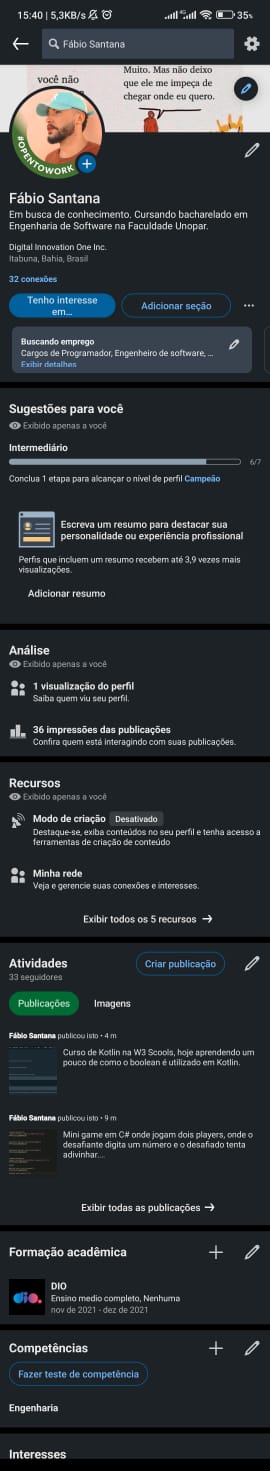 15:40 | 5,3KB/s
4G
35%
Fábio Santana
você não
Muito. Mas não deixo
que ele me impeça de
chegar onde eu quero.
#OPENTOWORK
Fábio Santana
Em busca de conhecimento. Cursando bacharelado em
Engenharia de Software na Faculdade Unopar.
Digital Innovation One Inc.
Itabuna, Bahia, Brasil
32 conexões
Tenho interesse
em...
Adicionar seção
Buscando emprego
Cargos de Programador, Engenheiro de software, ...
Exibir detalhes
Sugestões para você
Exibido apenas a você
Intermediário
6/7
Conclua 1 etapa para alcançar o nível de perfil Campeão
Escreva um resumo para destacar sua
personalidade ou experiência profissional
Perfis que incluem um resumo recebem até 3,9 vezes mais
visualizações.
Adicionar resumo
Análise
Exibido apenas a você
1 visualização do perfil
Saiba quem viu seu perfil.
36 impressões das publicações
Confira quem está interagindo com suas publicações.
Recursos
Exibido apenas a você
Modo de criação Desativado
Destaque-se, exiba conteúdos no seu perfil e tenha acesso a
ferramentas de criação de conteúdo
Minha rede
Veja e gerencie suas conexões e interesses.
Exibir todos os 5 recursos →
Atividades
Criar publicação
33 seguidores
Publicações
Imagens
Fábio Santana publicou isto • 4 m
Curso de Kotlin na W3 Scools, hoje aprendendo um
pouco de como o boolean é utilizado em Kotlin.
Fábio Santana publicou isto • 9 m
Mini game em C# onde jogam dois players, onde o
desafiante digita um número e o desafiado tenta
adivinhar....
Exibir todas as publicações →
Formação acadêmica
DIO
dio.
Ensino medio completo, Nenhuma
nov de 2021 - dez de 2021
Competências
Fazer teste de competência
Engenharia
Interesses